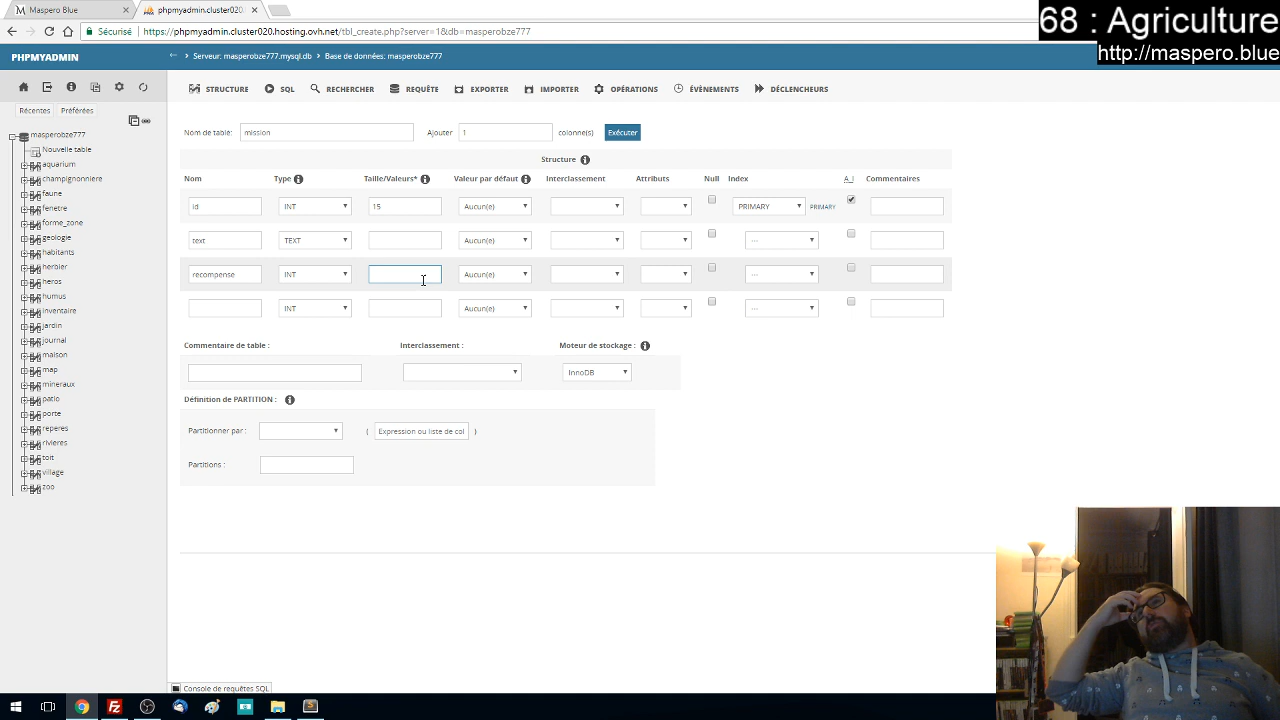 Maspero Blue
phpmyadmin.cluster020.
68 : Agriculture
Sécurisé
https://phpmyadmin.cluster020.hosting.ovh.net/tbl_create.php?server=1&db=masperobze777
http://maspero.blue
PHPMYADMIN
Serveur: masperobze777.mysql.db » Base de données: masperobze777
STRUCTURE SQL RECHERCHER REQUÊTE EXPORTER IMPORTER OPÉRATIONS ÉVÈNEMENTS DÉCLENCHEURS
Récentes Préférées
masperobze777
Nouvelle table
aquarium
champignonniere
faune
fenetre
forme_zone
geologie
habitants
herbier
heros
humus
inventaire
jardin
journal
maison
map
mineraux
patio
porte
reperes
rivieres
toit
village
zoo
Nom de table: mission Ajouter 1 colonne(s) Exécuter
Structure
Nom Type Taille/Valeurs* Valeur par défaut Interclassement Attributs Null Index A_I Commentaires
id INT 15 Aucun(e) PRIMARY PRIMARY
text TEXT Aucun(e) ---
recompense INT Aucun(e) ---
INT Aucun(e) ---
Commentaire de table : Interclassement : Moteur de stockage :
InnoDB
Définition de PARTITION :
Partitionner par : ( Expression ou liste de col )
Partitions :
Console de requêtes SQL